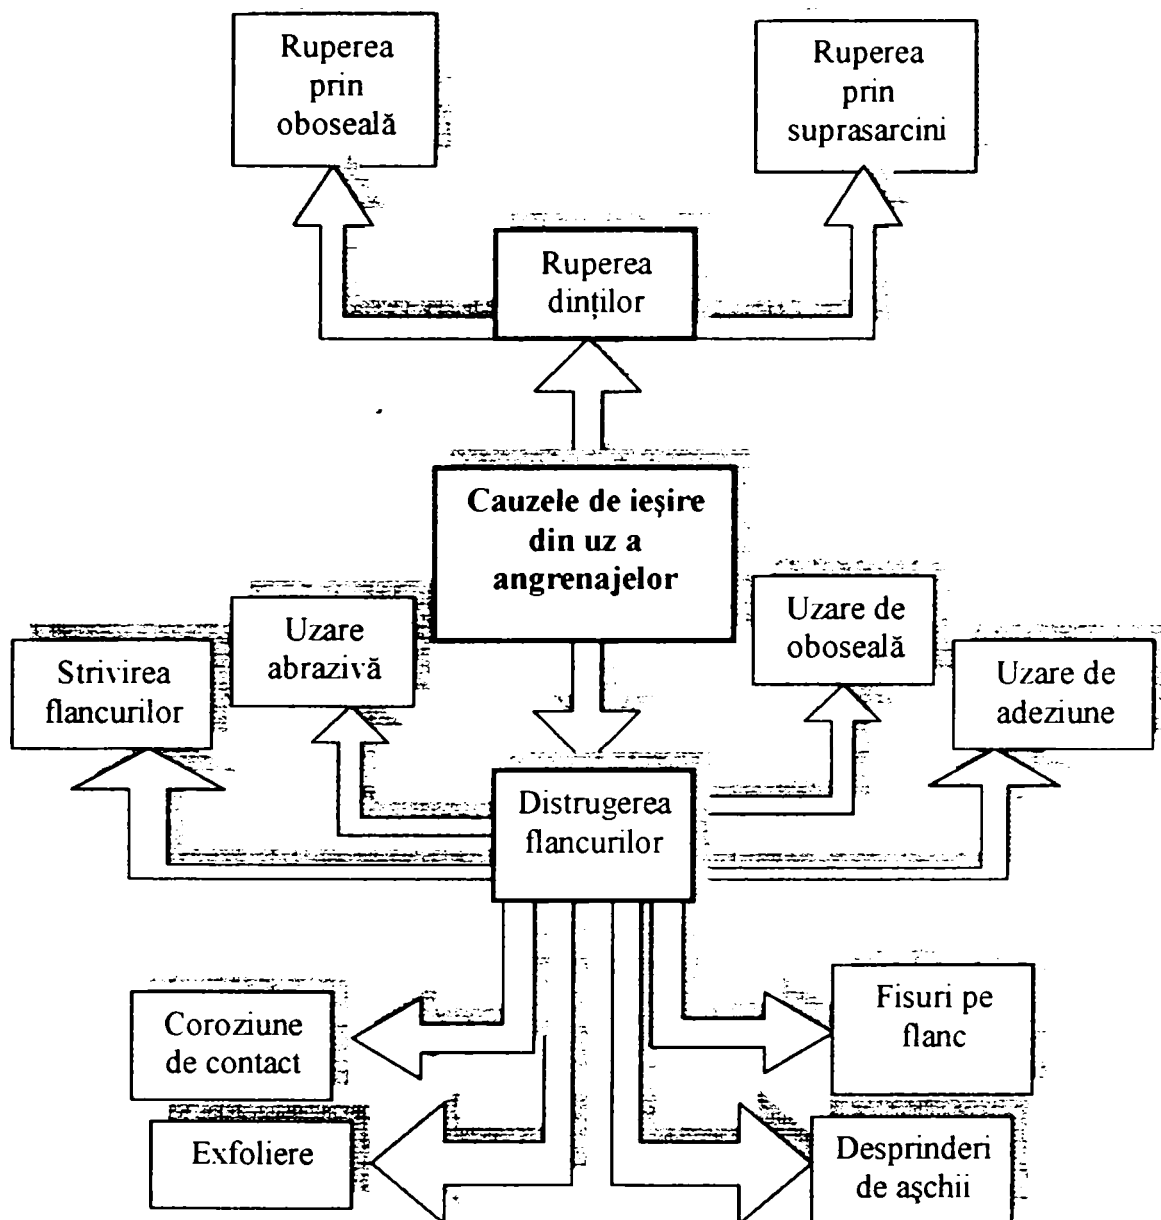 Ruperea
prin
oboseală
Ruperea
prin
suprasarcini
Ruperea
dinților
Cauzele de ieșire
din uz a
angrenajelor
Uzare
abrazivă
Uzare de
oboseală
Strivirea
flancurilor
Uzare de
adeziune
Distrugerea
flancurilor
Coroziune
de contact
Fisuri pe
flanc
Exfoliere
Desprinderi
de așchii